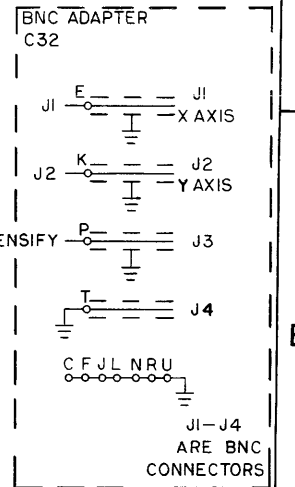 BNC ADAPTER
C32
E
J1 J1
X AXIS
K
J2 J2
Y AXIS
P
ENSIFY J3
T
J4
C F J L N R U
J1-J4
ARE BNC
CONNECTORS